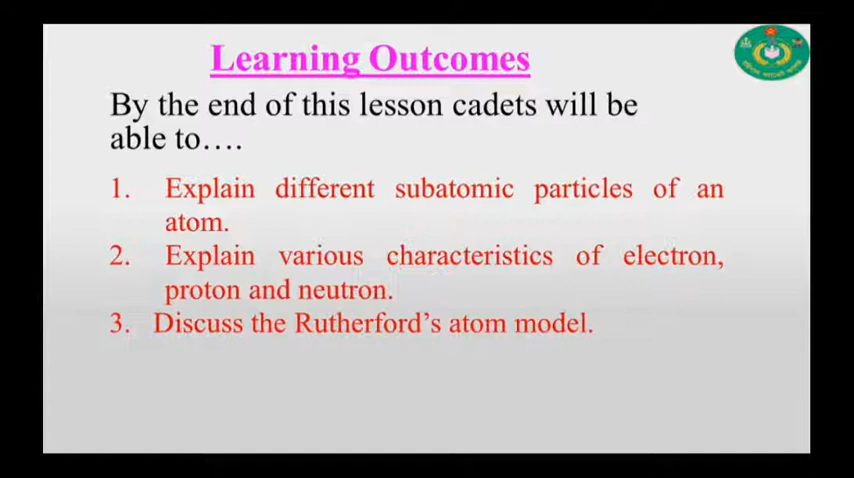 Learning Outcomes
By the end of this lesson cadets will be
able to….
1. Explain different subatomic particles of an
atom.
2. Explain various characteristics of electron,
proton and neutron.
3. Discuss the Rutherford’s atom model.